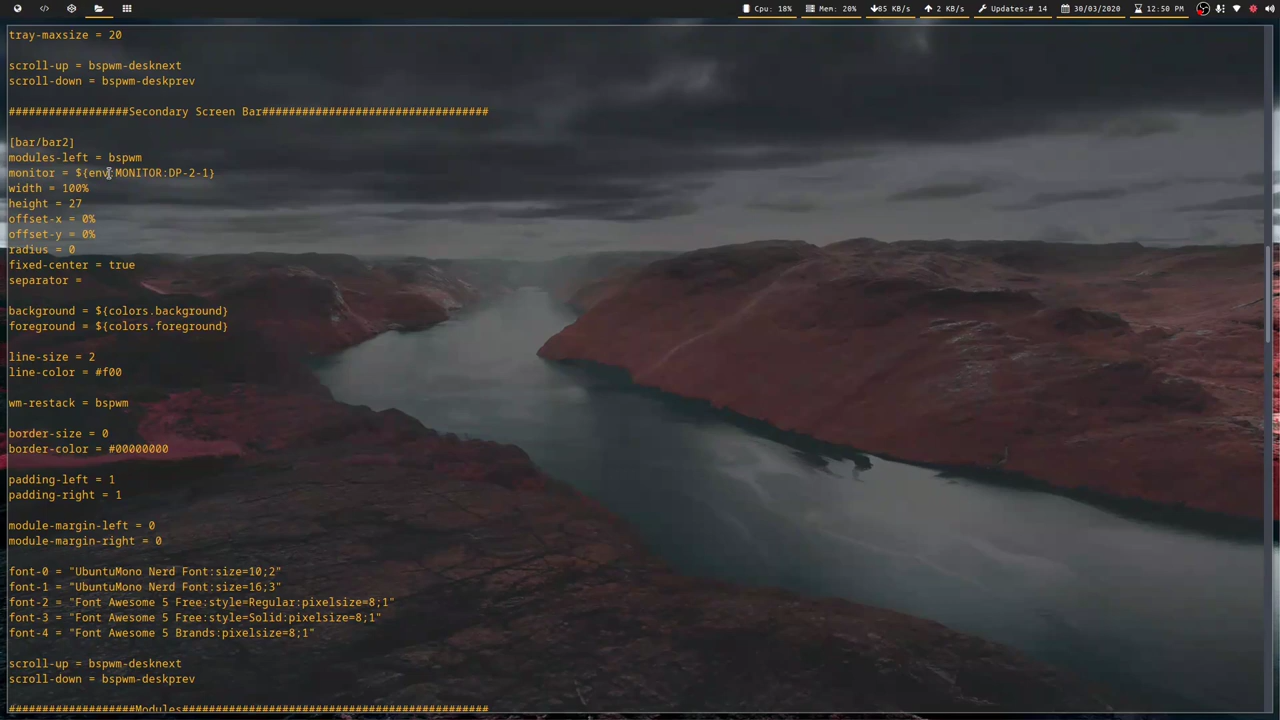 Cpu: 18% Mem: 20% 85 KB/s 2 KB/s Updates:# 14 30/03/2020 12:50 PM
tray-maxsize = 20
scroll-up = bspwm-desknext
scroll-down = bspwm-deskprev
##################Secondary Screen Bar##################################
[bar/bar2]
modules-left = bspwm
monitor = ${env:MONITOR:DP-2-1}
width = 100%
height = 27
offset-x = 0%
offset-y = 0%
radius = 0
fixed-center = true
separator =
background = ${colors.background}
foreground = ${colors.foreground}
line-size = 2
line-color = #f00
wm-restack = bspwm
border-size = 0
border-color = #00000000
padding-left = 1
padding-right = 1
module-margin-left = 0
module-margin-right = 0
font-0 = "UbuntuMono Nerd Font:size=10;2"
font-1 = "UbuntuMono Nerd Font:size=16;3"
font-2 = "Font Awesome 5 Free:style=Regular:pixelsize=8;1"
font-3 = "Font Awesome 5 Free:style=Solid:pixelsize=8;1"
font-4 = "Font Awesome 5 Brands:pixelsize=8;1"
scroll-up = bspwm-desknext
scroll-down = bspwm-deskprev
###################Modules##############################################